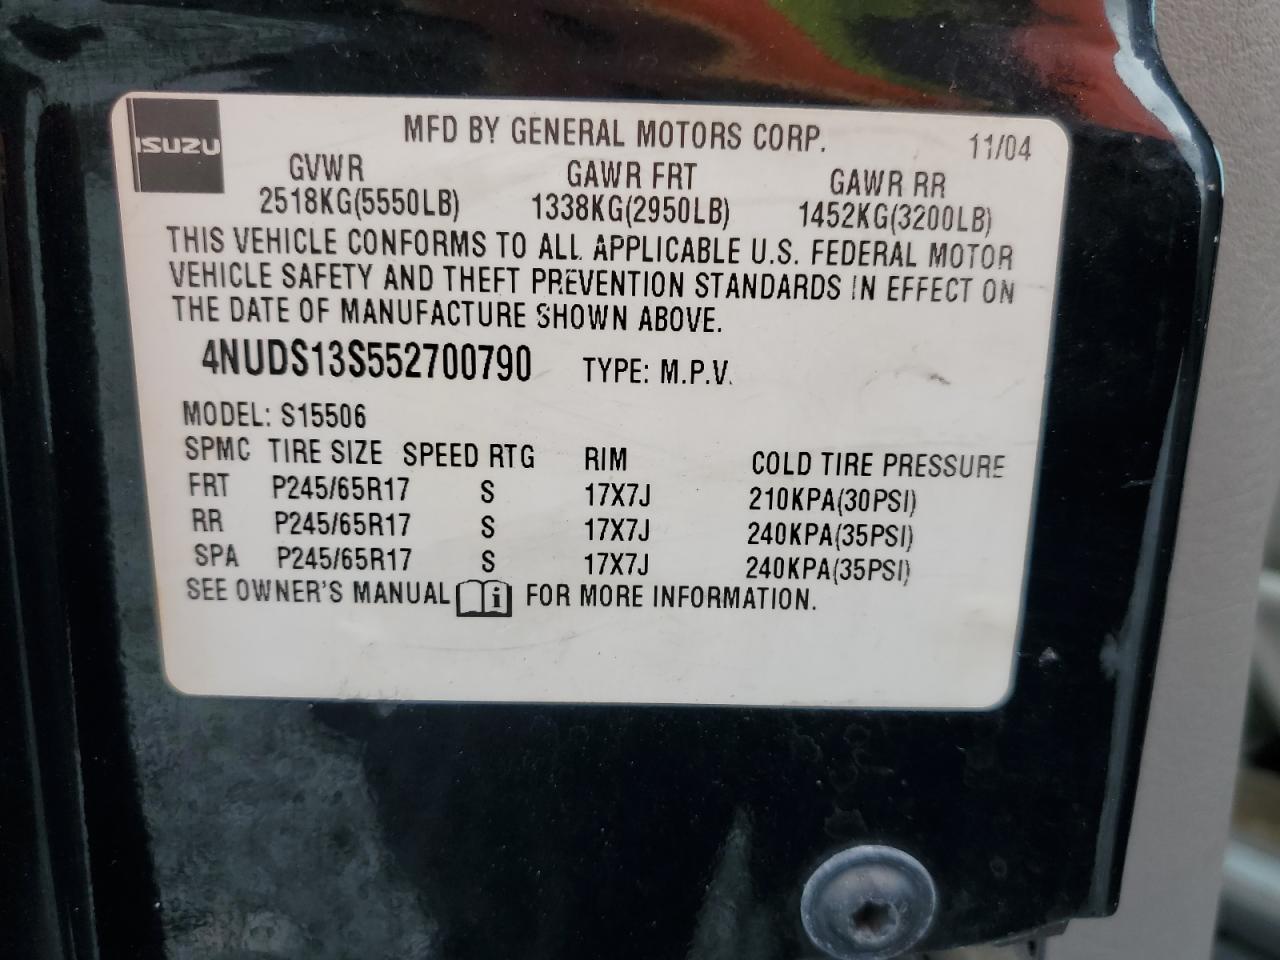 ISUZU
MFD BY GENERAL MOTORS CORP. 11/04
GVWR GAWR FRT GAWR RR
2518KG(5550LB) 1338KG(2950LB) 1452KG(3200LB)
THIS VEHICLE CONFORMS TO ALL APPLICABLE U.S. FEDERAL MOTOR
VEHICLE SAFETY AND THEFT PREVENTION STANDARDS IN EFFECT ON
THE DATE OF MANUFACTURE SHOWN ABOVE.
4NUDS13S552700790 TYPE: M.P.V.
MODEL: S15506
SPMC TIRE SIZE SPEED RTG RIM COLD TIRE PRESSURE
FRT P245/65R17 S 17X7J 210KPA(30PSI)
RR P245/65R17 S 17X7J 240KPA(35PSI)
SPA P245/65R17 S 17X7J 240KPA(35PSI)
SEE OWNER'S MANUAL i FOR MORE INFORMATION.